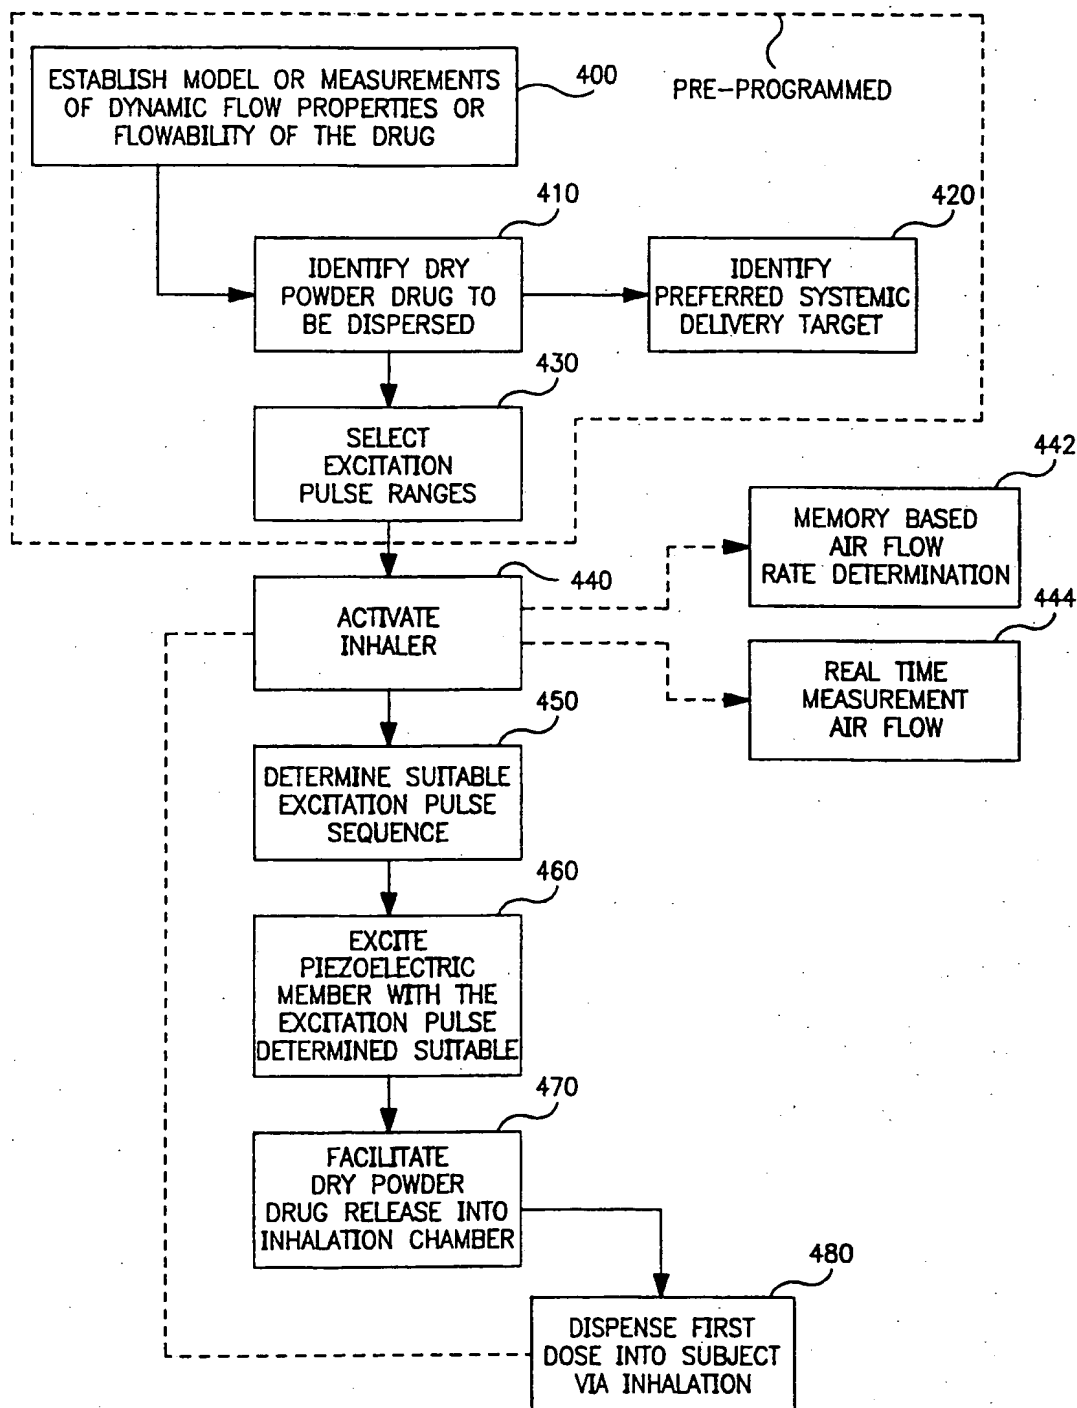 PRE-PROGRAMMED
ESTABLISH MODEL OR MEASUREMENTS
OF DYNAMIC FLOW PROPERTIES OR
FLOWABILITY OF THE DRUG
400
410
IDENTIFY DRY
POWDER DRUG TO
BE DISPERSED
420
IDENTIFY
PREFERRED SYSTEMIC
DELIVERY TARGET
430
SELECT
EXCITATION
PULSE RANGES
442
MEMORY BASED
AIR FLOW
RATE DETERMINATION
440
ACTIVATE
INHALER
444
REAL TIME
MEASUREMENT
AIR FLOW
450
DETERMINE SUITABLE
EXCITATION PULSE
SEQUENCE
460
EXCITE
PIEZOELECTRIC
MEMBER WITH THE
EXCITATION PULSE
DETERMINED SUITABLE
470
FACILITATE
DRY POWDER
DRUG RELEASE INTO
INHALATION CHAMBER
480
DISPENSE FIRST
DOSE INTO SUBJECT
VIA INHALATION